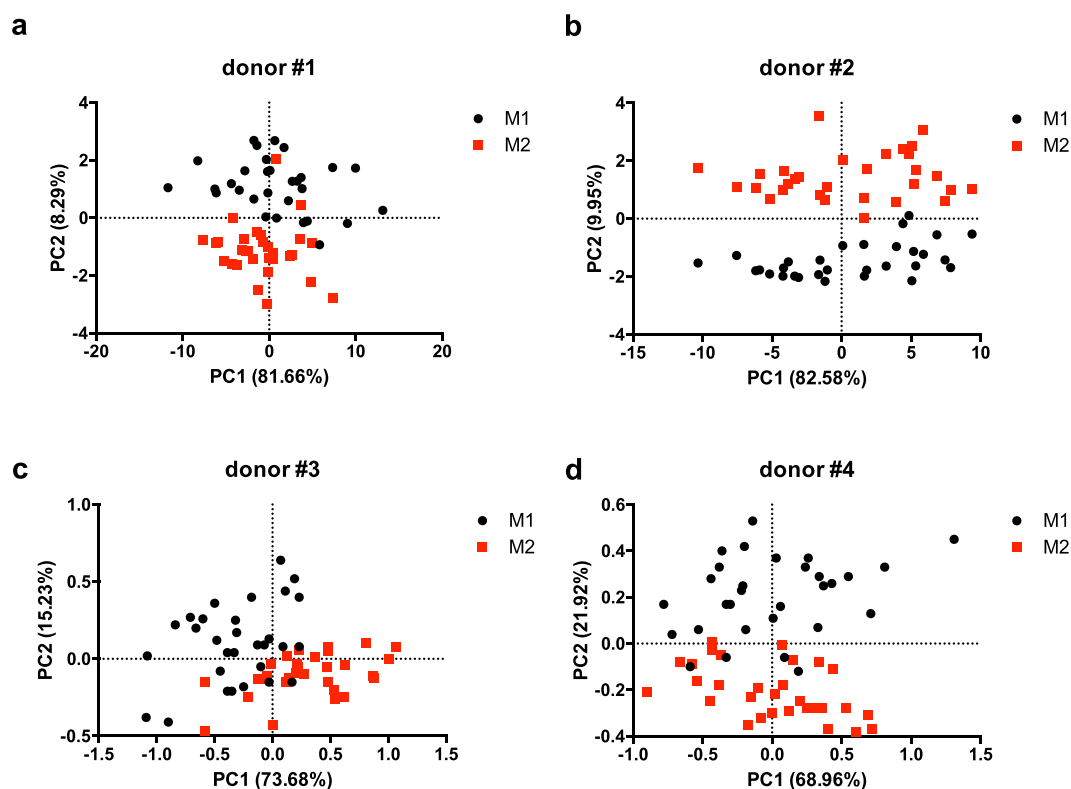 a
donor #1
4
2
0
-2
-4
-20
-10
0
10
20
PC2 (8.29%)
PC1 (81.66%)
M1
M2
b
donor #2
4
2
0
-2
-4
-15
-10
-5
0
5
10
PC2 (9.95%)
PC1 (82.58%)
M1
M2
c
donor #3
1.0
0.5
0.0
-0.5
-1.5
-1.0
-0.5
0.0
0.5
1.0
1.5
PC2 (15.23%)
PC1 (73.68%)
M1
M2
d
donor #4
0.6
0.4
0.2
0.0
-0.2
-0.4
-1.0
-0.5
0.0
0.5
1.0
1.5
PC2 (21.92%)
PC1 (68.96%)
M1
M2